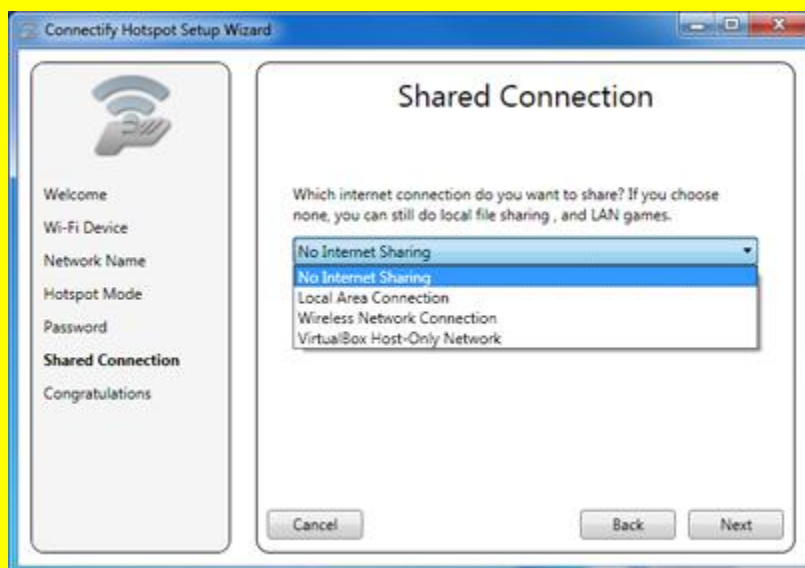 Connectify Hotspot Setup Wizard
Welcome
Wi-Fi Device
Network Name
Hotspot Mode
Password
Shared Connection
Congratulations
Shared Connection
Which internet connection do you want to share? If you choose
none, you can still do local file sharing , and LAN games.
No Internet Sharing
No Internet Sharing
Local Area Connection
Wireless Network Connection
VirtualBox Host-Only Network
Cancel
Back
Next